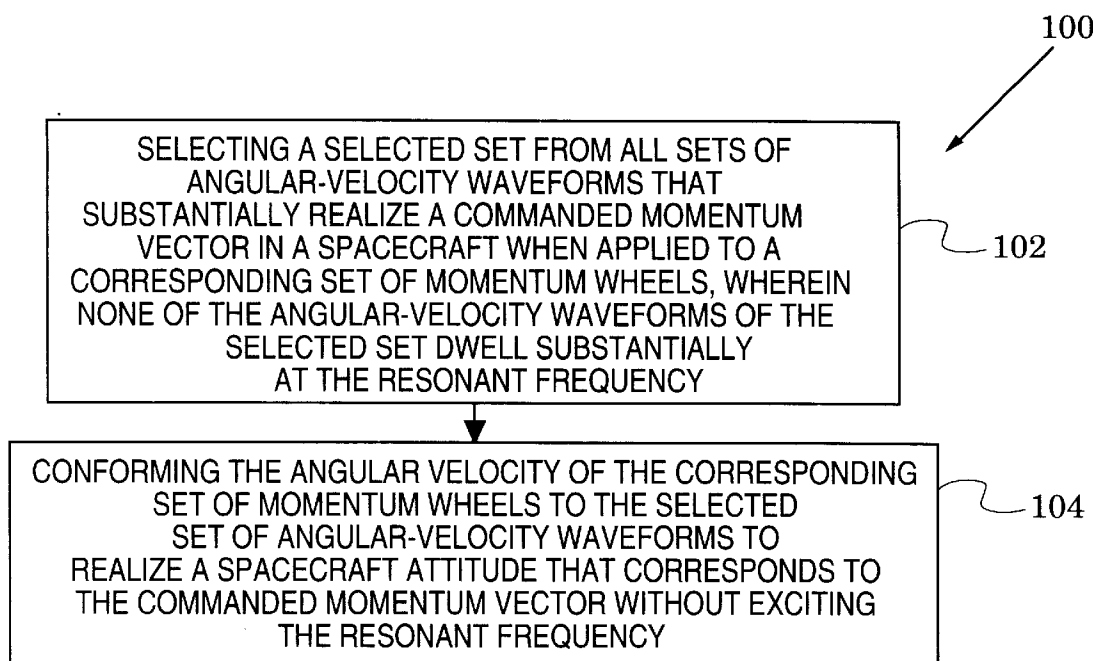 100
SELECTING A SELECTED SET FROM ALL SETS OF
ANGULAR-VELOCITY WAVEFORMS THAT
SUBSTANTIALLY REALIZE A COMMANDED MOMENTUM
VECTOR IN A SPACECRAFT WHEN APPLIED TO A
CORRESPONDING SET OF MOMENTUM WHEELS, WHEREIN
NONE OF THE ANGULAR-VELOCITY WAVEFORMS OF THE
SELECTED SET DWELL SUBSTANTIALLY
AT THE RESONANT FREQUENCY
102
CONFORMING THE ANGULAR VELOCITY OF THE CORRESPONDING
SET OF MOMENTUM WHEELS TO THE SELECTED
SET OF ANGULAR-VELOCITY WAVEFORMS TO
REALIZE A SPACECRAFT ATTITUDE THAT CORRESPONDS TO
THE COMMANDED MOMENTUM VECTOR WITHOUT EXCITING
THE RESONANT FREQUENCY
104